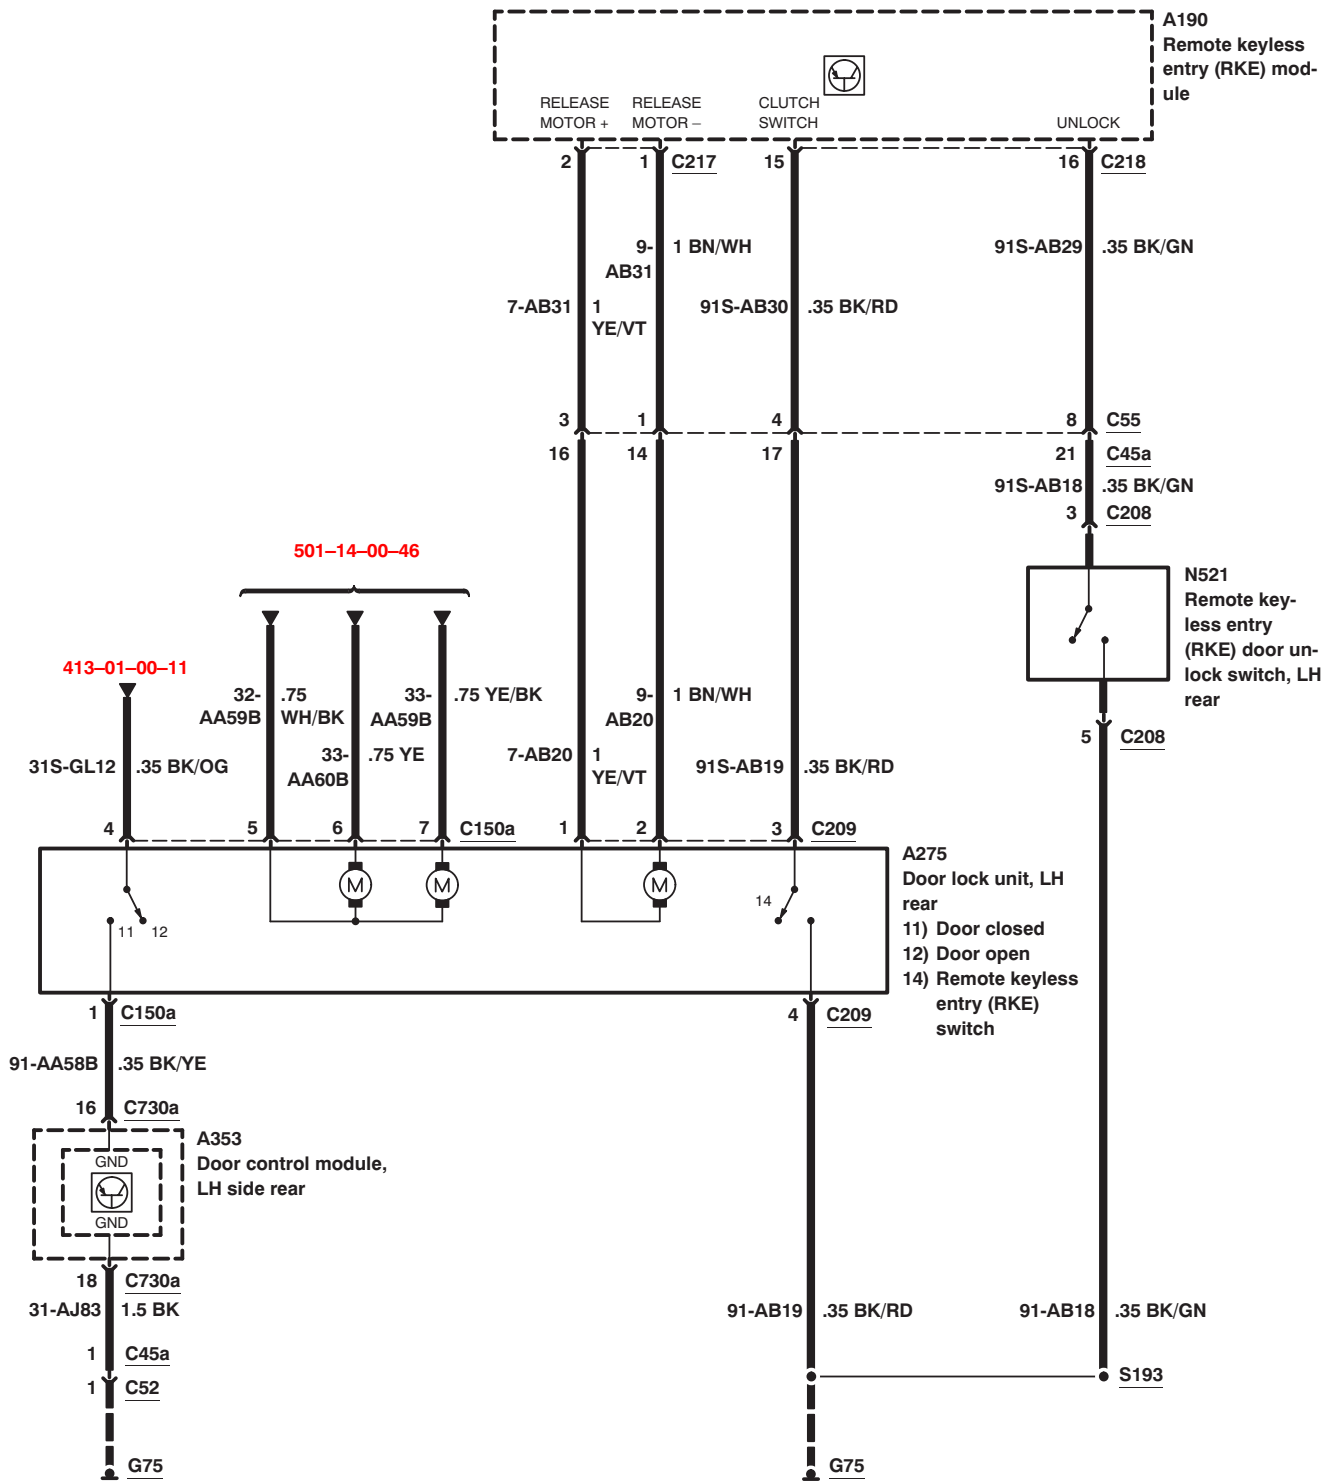 A190
Remote keyless
entry (RKE) mod-
ule
RELEASE
MOTOR +
RELEASE
MOTOR –
CLUTCH
SWITCH
UNLOCK
2
1
C217
15
16
C218
9-
AB31
1 BN/WH
91S-AB29
.35 BK/GN
7-AB31
1
YE/VT
91S-AB30
.35 BK/RD
3
1
4
8
C55
16
14
17
21
C45a
91S-AB18
.35 BK/GN
3
C208
501–14–00–46
N521
Remote key-
less entry
(RKE) door un-
lock switch, LH
rear
413–01–00–11
32-
AA59B
.75
WH/BK
33-
AA59B
.75 YE/BK
9-
AB20
1 BN/WH
5
C208
31S-GL12
.35 BK/OG
33-
AA60B
.75 YE
7-AB20
1
YE/VT
91S-AB19
.35 BK/RD
4
5
6
7
C150a
1
2
3
C209
M
M
M
14
11
12
A275
Door lock unit, LH
rear
11) Door closed
12) Door open
14) Remote keyless
entry (RKE)
switch
1
C150a
4
C209
91-AA58B
.35 BK/YE
16
C730a
A353
Door control module,
LH side rear
GND
GND
18
C730a
31-AJ83
1.5 BK
91-AB19
.35 BK/RD
91-AB18
.35 BK/GN
1
C45a
1
C52
S193
G75
G75